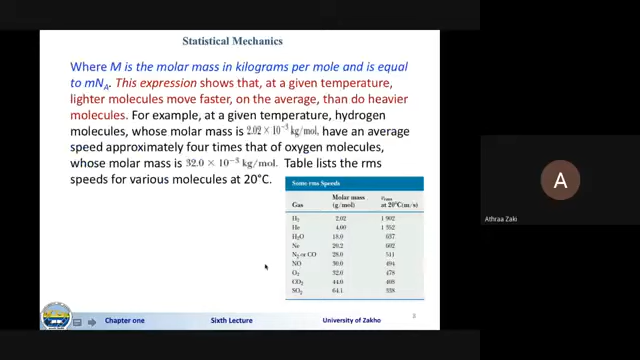 Statistical Mechanics
Where M is the molar mass in kilograms per mole and is equal
to mNA. This expression shows that, at a given temperature,
lighter molecules move faster, on the average, than do heavier
molecules. For example, at a given temperature, hydrogen
molecules, whose molar mass is 2.02 × 10⁻³ kg/mol, have an average
speed approximately four times that of oxygen molecules,
whose molar mass is 32.0 × 10⁻³ kg/mol. Table lists the rms
speeds for various molecules at 20°C.
Some rms Speeds
Gas Molar mass (g/mol) vrms at 20°C(m/s)
H₂ 2.02 1 902
He 4.00 1 352
H₂O 18.0 637
Ne 20.2 602
N₂ or CO 28.0 511
NO 30.0 494
O₂ 32.0 478
CO₂ 44.0 408
SO₂ 64.1 338
Chapter one Sixth Lecture University of Zakho
A
Athraa Zaki